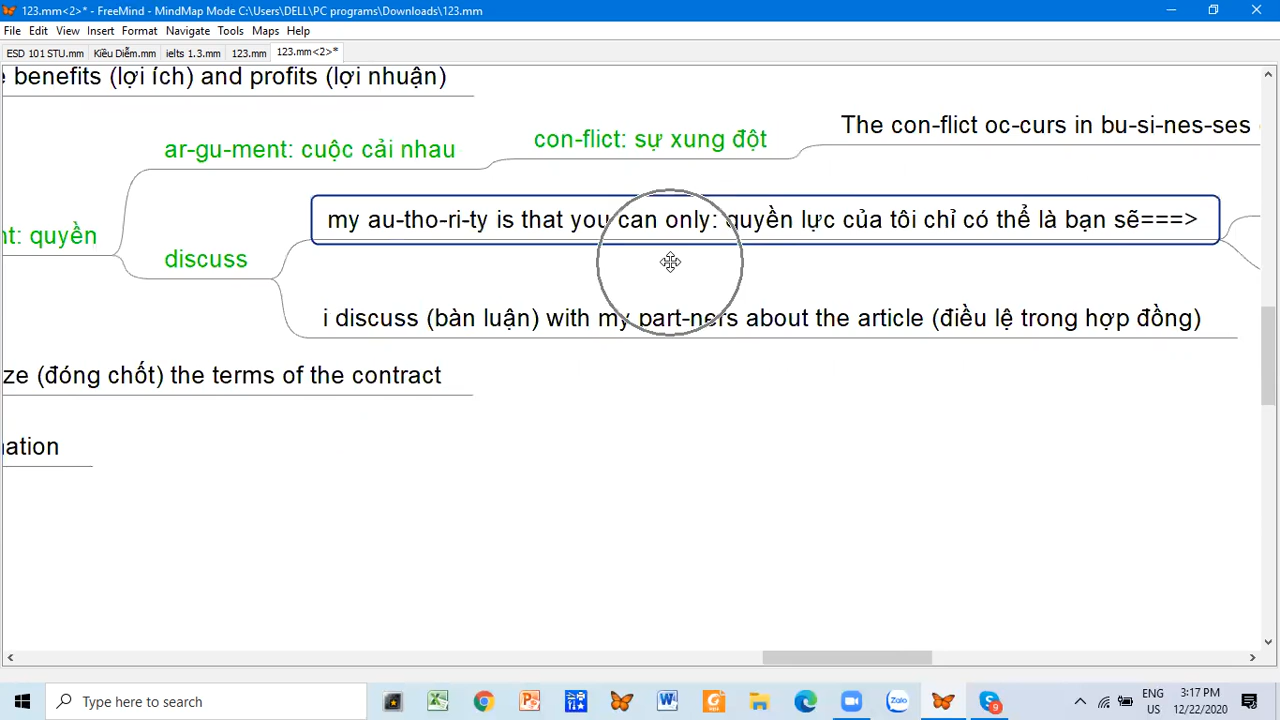 123.mm<2>* - FreeMind - MindMap Mode C:\Users\DELL\PC programs\Downloads\123.mm
File Edit View Insert Format Navigate Tools Maps Help
ESD 101 STU.mm Kiều Diễm.mm ielts 1.3.mm 123.mm 123.mm<2>*
benefits (lợi ích) and profits (lợi nhuận)
The con-flict oc-curs in bu-si-nes-ses
con-flict: sự xung đột
ar-gu-ment: cuộc cải nhau
my au-tho-ri-ty is that you can only: quyền lực của tôi chỉ có thể là bạn sẽ===>
quyền
discuss
i discuss (bàn luận) with my part-ners about the article (điều lệ trong hợp đồng)
ze (đóng chốt) the terms of the contract
nation
Type here to search
ENG
US
3:17 PM
12/22/2020